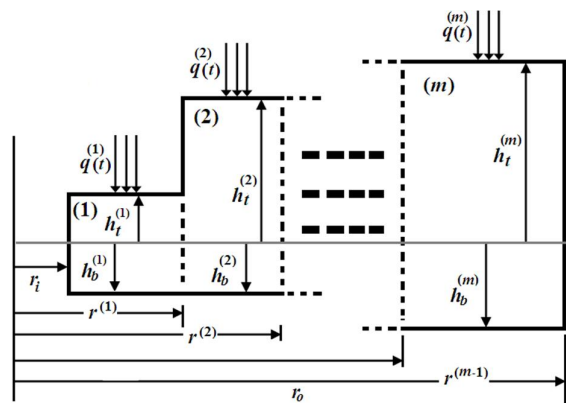 q(t)^(1)
q(t)^(2)
q(t)^(m)
(1)
(2)
(m)
h_t^(1)
h_t^(2)
h_t^(m)
h_b^(1)
h_b^(2)
h_b^(m)
r_i
r^(1)
r^(2)
r^(m-1)
r_o